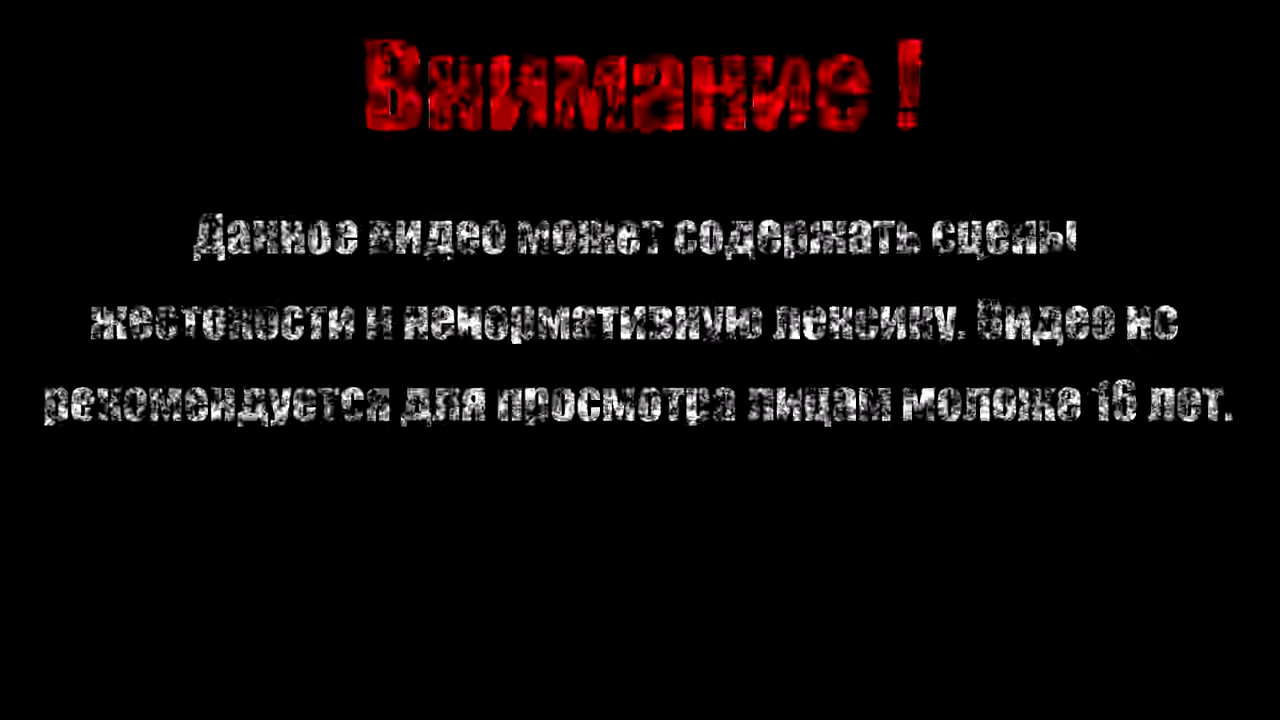 Внимание !
Данное видео может содержать сцены
жестокости и ненормативную лексику. Видео не
рекомендуется для просмотра лицам моложе 16 лет.